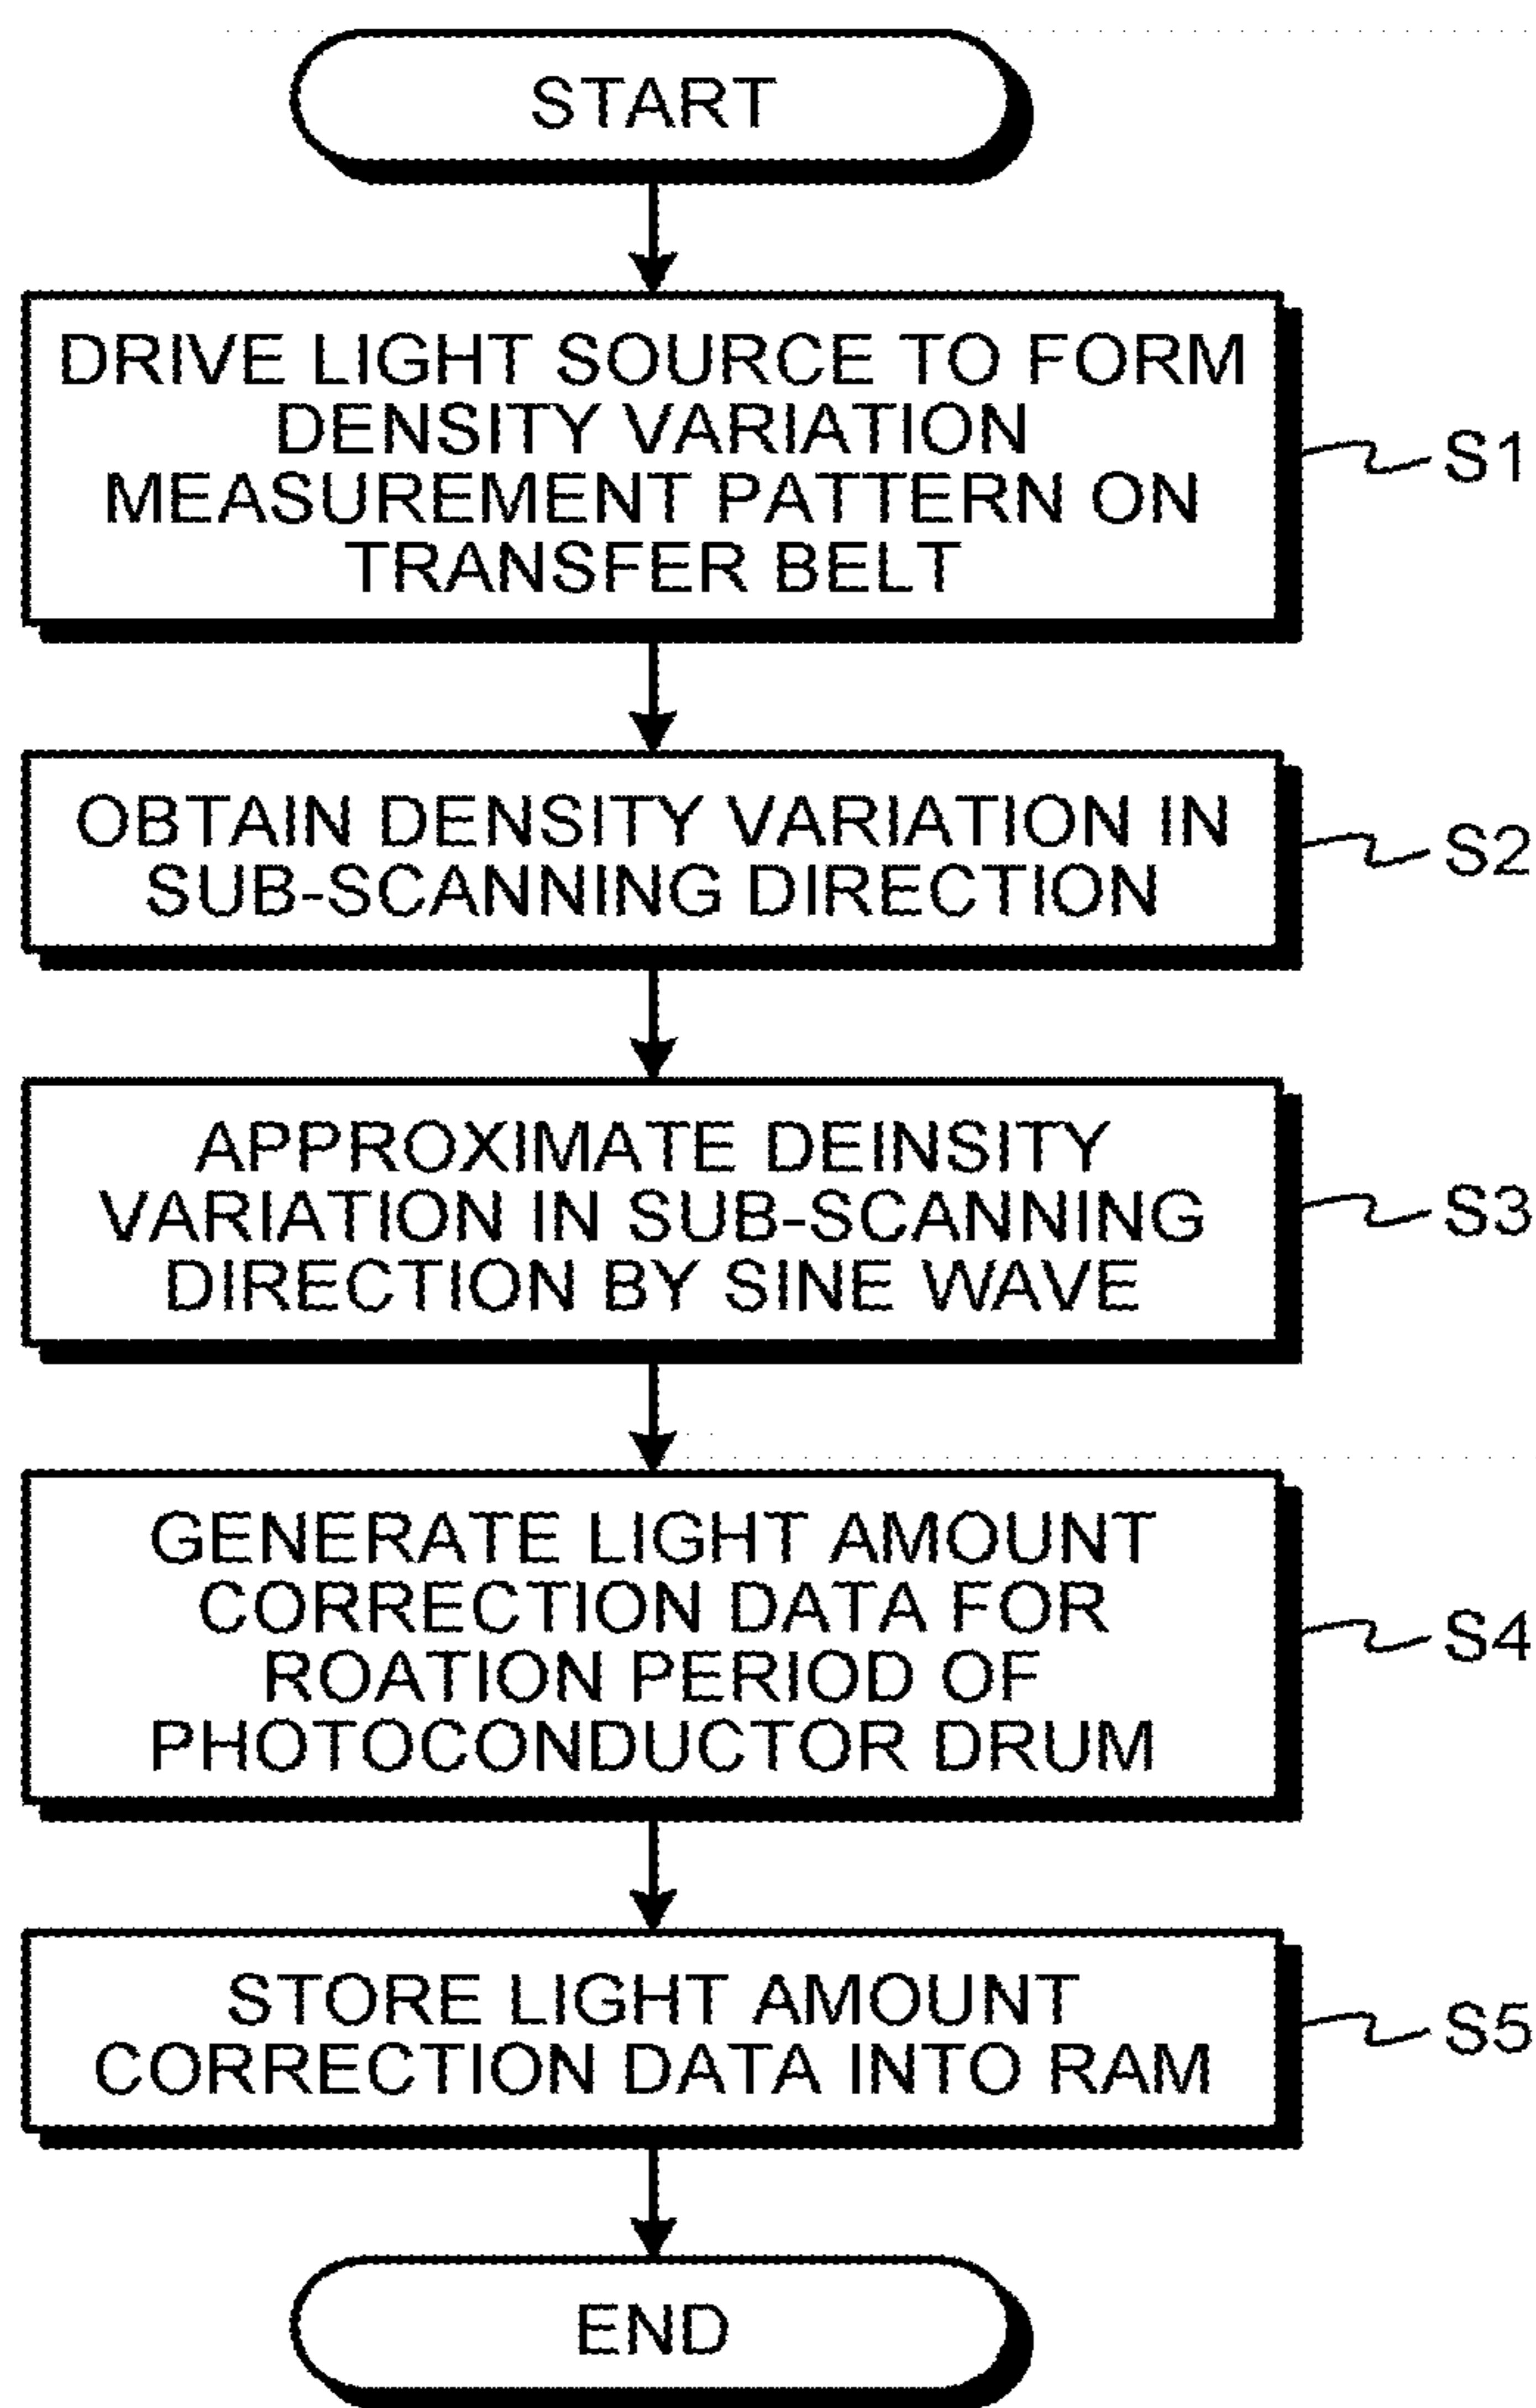 START
DRIVE LIGHT SOURCE TO FORM
DENSITY VARIATION
MEASUREMENT PATTERN ON
TRANSFER BELT
S1
OBTAIN DENSITY VARIATION IN
SUB-SCANNING DIRECTION
S2
APPROXIMATE DEINSITY
VARIATION IN SUB-SCANNING
DIRECTION BY SINE WAVE
S3
GENERATE LIGHT AMOUNT
CORRECTION DATA FOR
ROATION PERIOD OF
PHOTOCONDUCTOR DRUM
S4
STORE LIGHT AMOUNT
CORRECTION DATA INTO RAM
S5
END